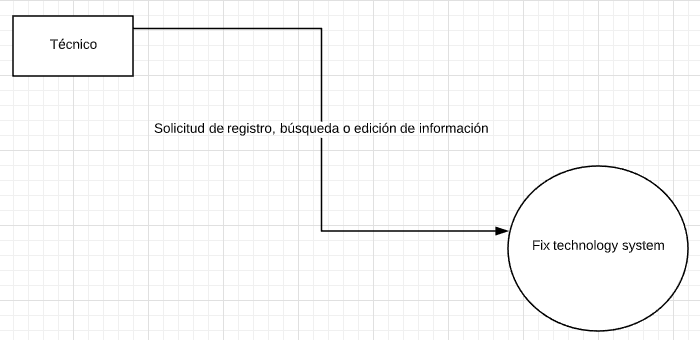 Técnico
Solicitud de registro, búsqueda o edición de información
Fix technology system